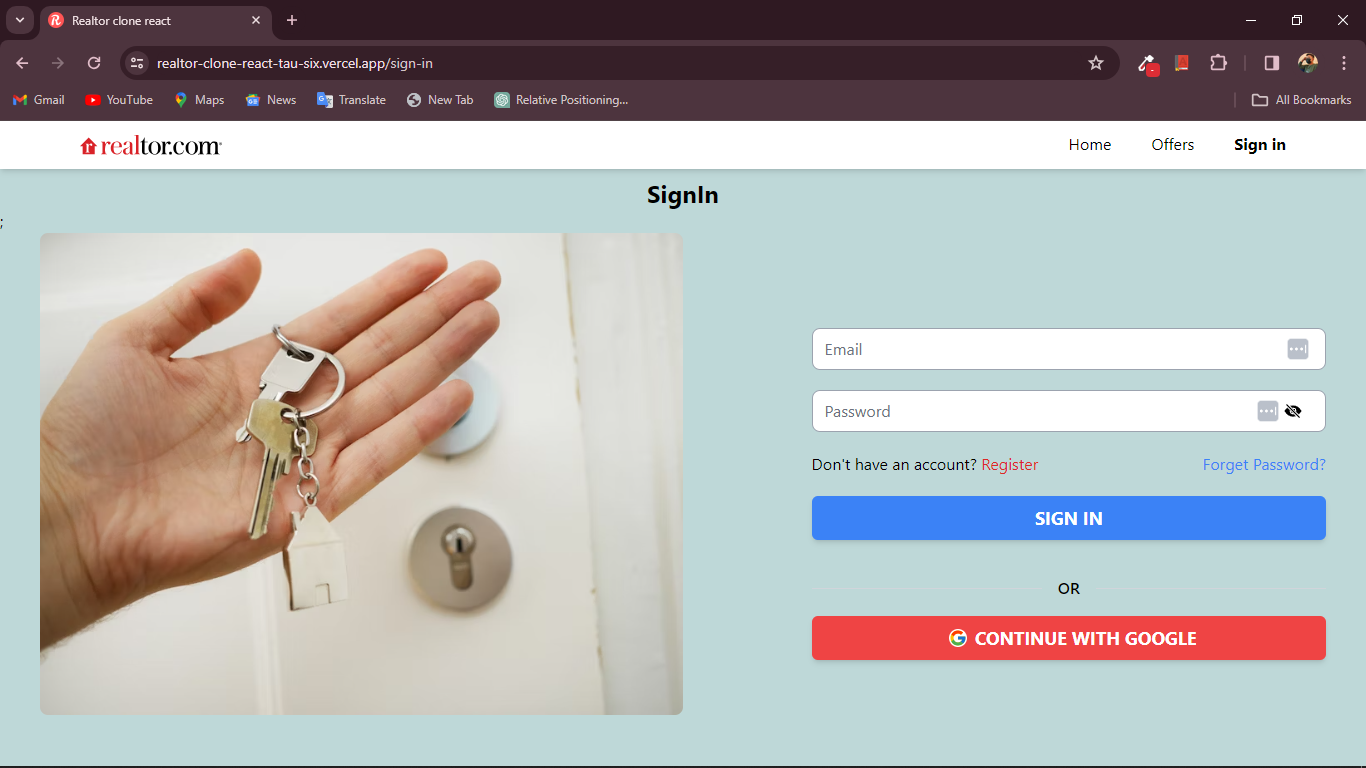 Realtor clone react
realtor-clone-react-tau-six.vercel.app/sign-in
Gmail YouTube Maps News Translate New Tab Relative Positioning... All Bookmarks
realtor.com Home Offers Sign in
SignIn
;
Email
Password
Don't have an account? Register Forget Password?
SIGN IN
OR
CONTINUE WITH GOOGLE